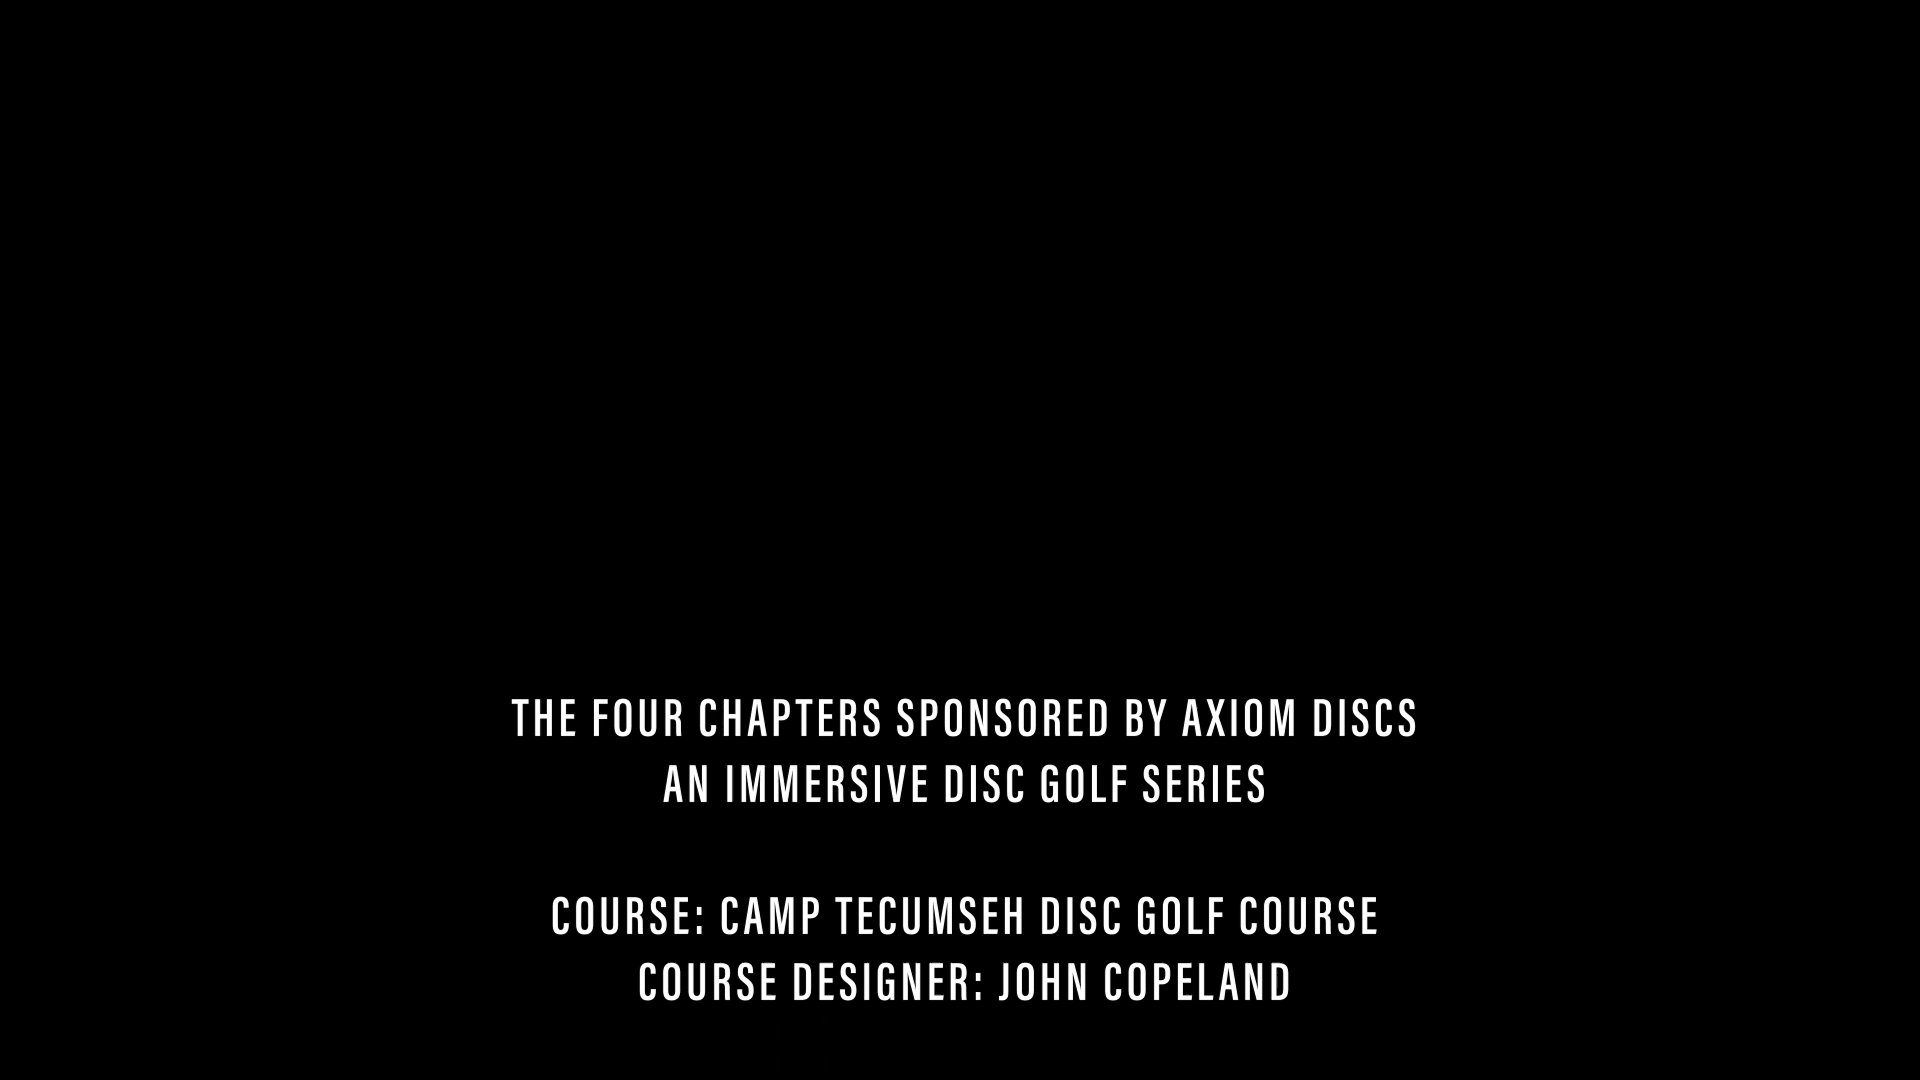 THE FOUR CHAPTERS SPONSORED BY AXIOM DISCS
AN IMMERSIVE DISC GOLF SERIES
COURSE: CAMP TECUMSEH DISC GOLF COURSE
COURSE DESIGNER: JOHN COPELAND